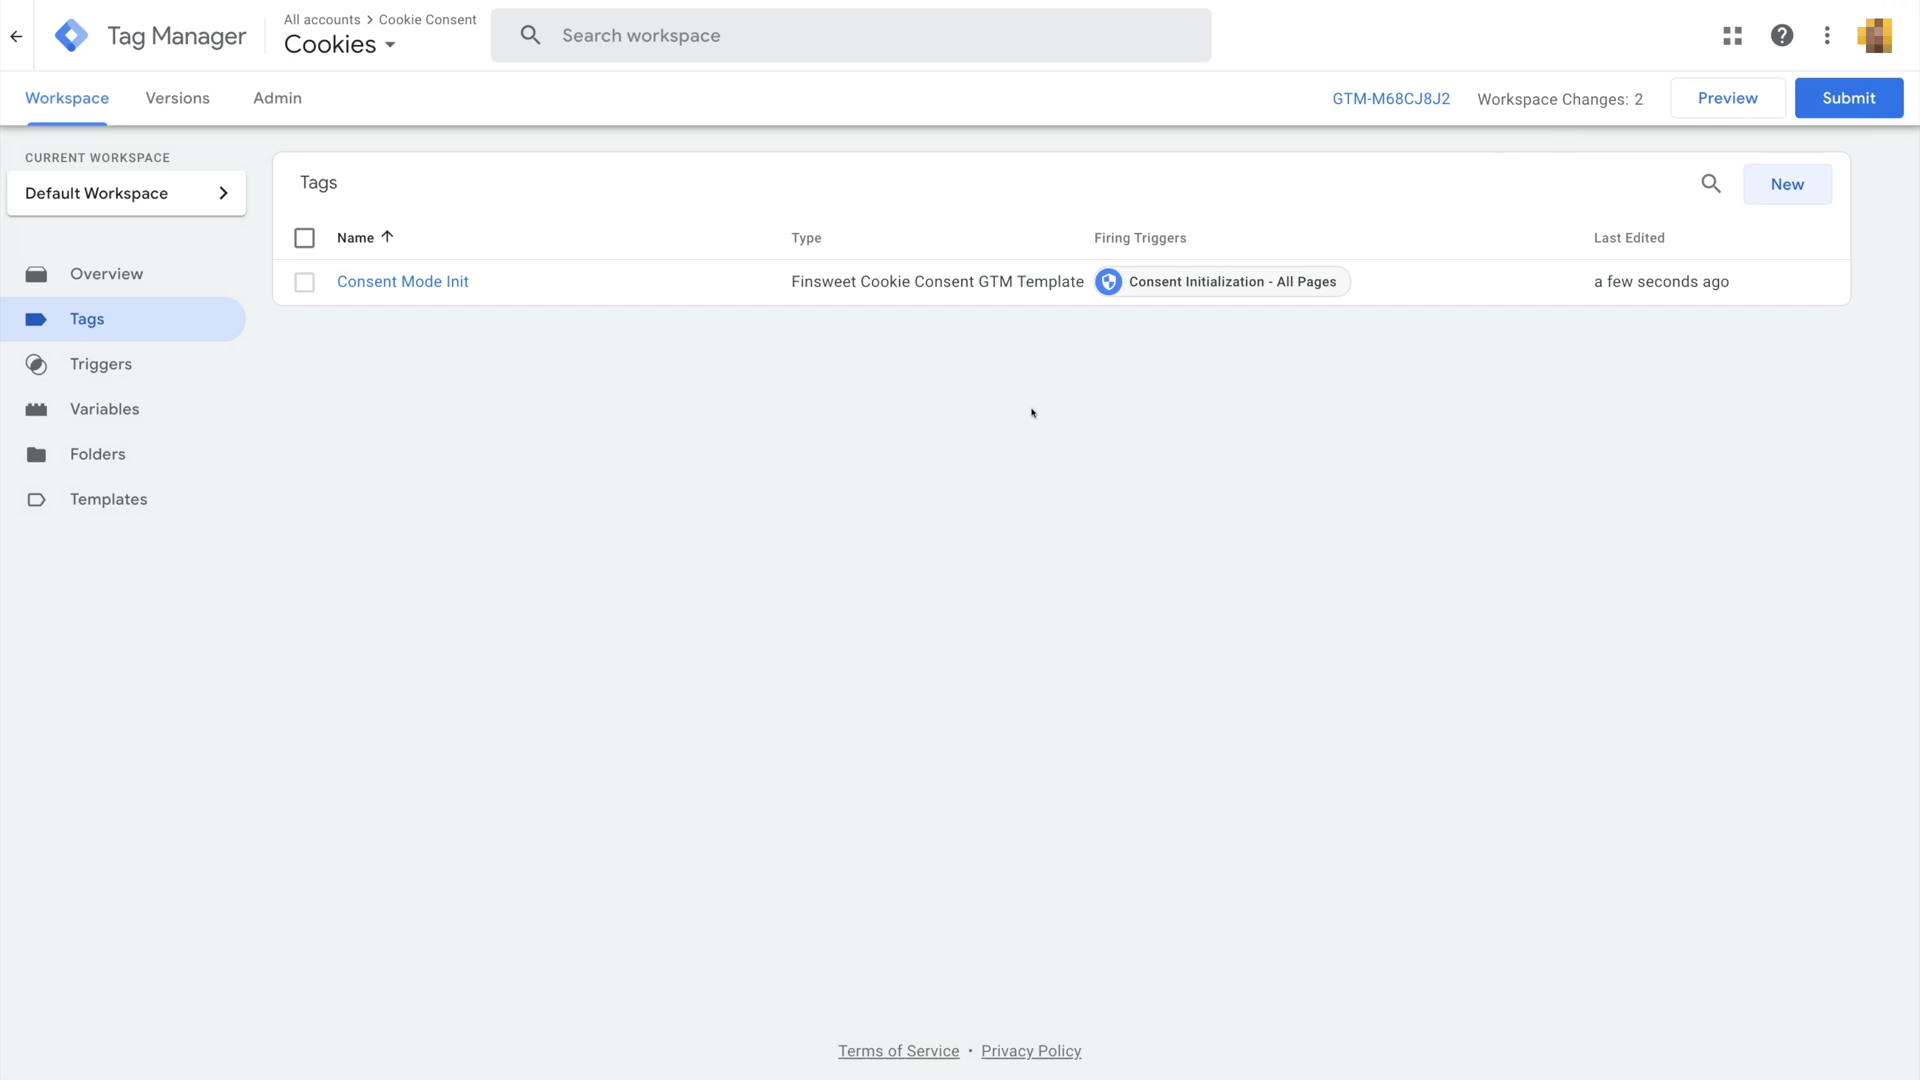 Tag Manager
All accounts > Cookie Consent
Cookies
Search workspace
Workspace
Versions
Admin
GTM-M68CJ8J2
Workspace Changes: 2
Preview
Submit
CURRENT WORKSPACE
Default Workspace
Overview
Tags
Triggers
Variables
Folders
Templates
Tags
New
Name
Type
Firing Triggers
Last Edited
Consent Mode Init
Finsweet Cookie Consent GTM Template
Consent Initialization - All Pages
a few seconds ago
Terms of Service • Privacy Policy